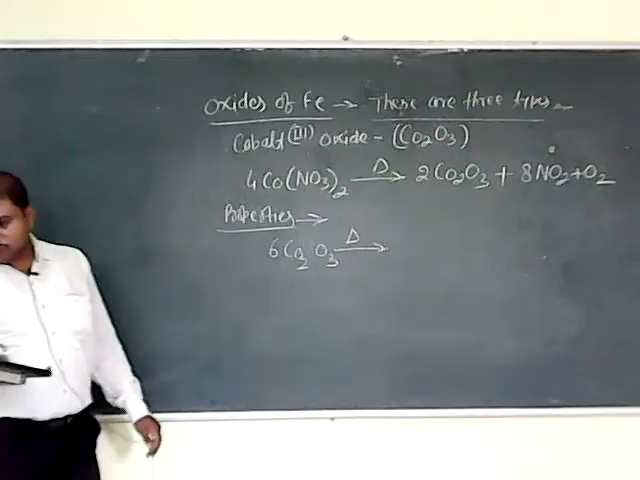 Oxides of Fe → These are three types
Cobalt (III) Oxide - (Co2O3)
4Co(NO3)2 —Δ→ 2Co2O3 + 8NO2 + O2
Properties →
6Co2O3 —Δ→